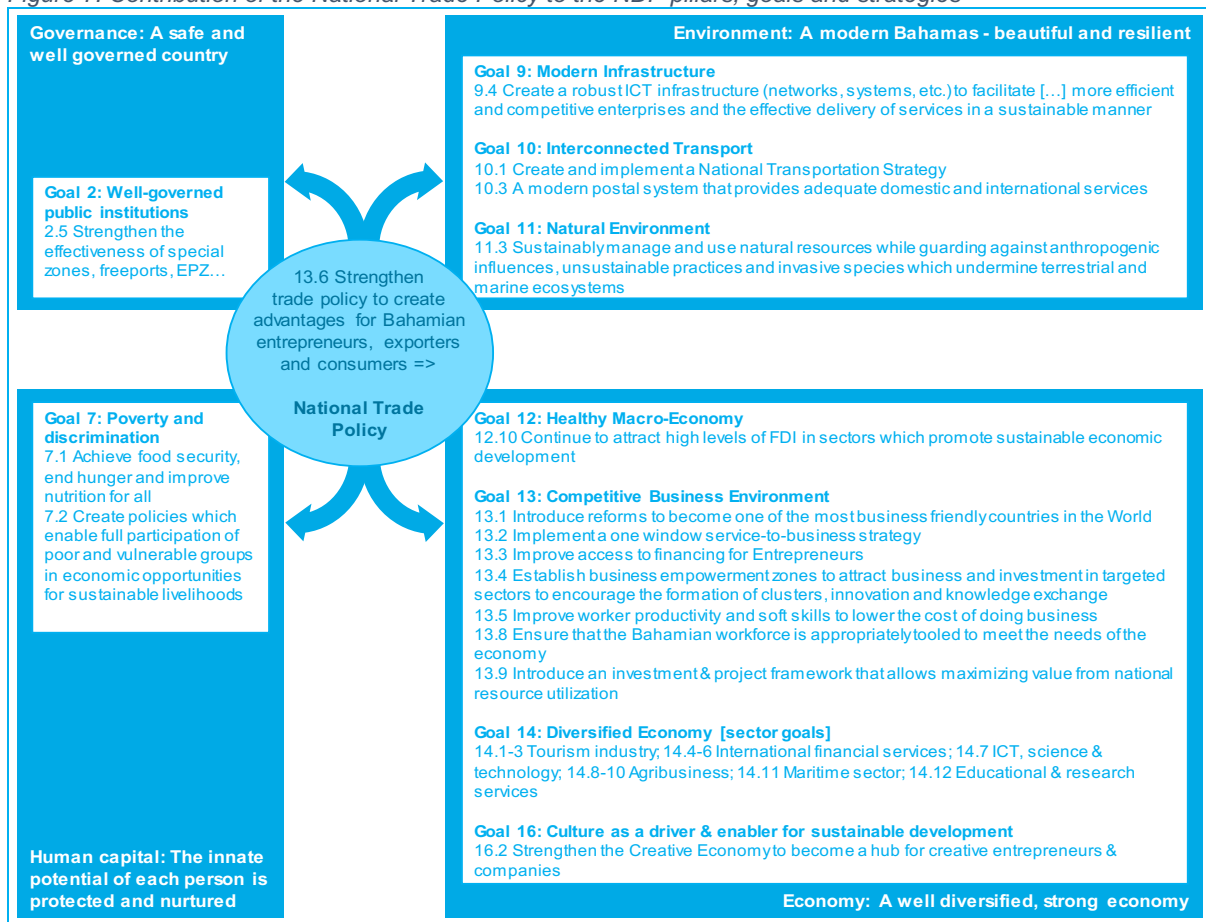 Governance: A safe and
well governed country
Goal 2: Well-governed
public institutions
2.5 Strengthen the
effectiveness of special
zones, freeports, EPZ…
Environment: A modern Bahamas - beautiful and resilient
Goal 9: Modern Infrastructure
9.4 Create a robust ICT infrastructure (networks, systems, etc.) to facilitate […] more efficient
and competitive enterprises and the effective delivery of services in a sustainable manner
Goal 10: Interconnected Transport
10.1 Create and implement a National Transportation Strategy
10.3 A modern postal system that provides adequate domestic and international services
Goal 11: Natural Environment
11.3 Sustainably manage and use natural resources while guarding against anthropogenic
influences, unsustainable practices and invasive species which undermine terrestrial and
marine ecosystems
13.6 Strengthen
trade policy to create
advantages for Bahamian
entrepreneurs, exporters
and consumers =>
National Trade
Policy
Goal 7: Poverty and
discrimination
7.1 Achieve food security,
end hunger and improve
nutrition for all
7.2 Create policies which
enable full participation of
poor and vulnerable groups
in economic opportunities
for sustainable livelihoods
Human capital: The innate
potential of each person is
protected and nurtured
Goal 12: Healthy Macro-Economy
12.10 Continue to attract high levels of FDI in sectors which promote sustainable economic
development
Goal 13: Competitive Business Environment
13.1 Introduce reforms to become one of the most business friendly countries in the World
13.2 Implement a one window service-to-business strategy
13.3 Improve access to financing for Entrepreneurs
13.4 Establish business empowerment zones to attract business and investment in targeted
sectors to encourage the formation of clusters, innovation and knowledge exchange
13.5 Improve worker productivity and soft skills to lower the cost of doing business
13.8 Ensure that the Bahamian workforce is appropriately tooled to meet the needs of the
economy
13.9 Introduce an investment & project framework that allows maximizing value from national
resource utilization
Goal 14: Diversified Economy [sector goals]
14.1-3 Tourism industry; 14.4-6 International financial services; 14.7 ICT, science &
technology; 14.8-10 Agribusiness; 14.11 Maritime sector; 14.12 Educational & research
services
Goal 16: Culture as a driver & enabler for sustainable development
16.2 Strengthen the Creative Economy to become a hub for creative entrepreneurs &
companies
Economy: A well diversified, strong economy